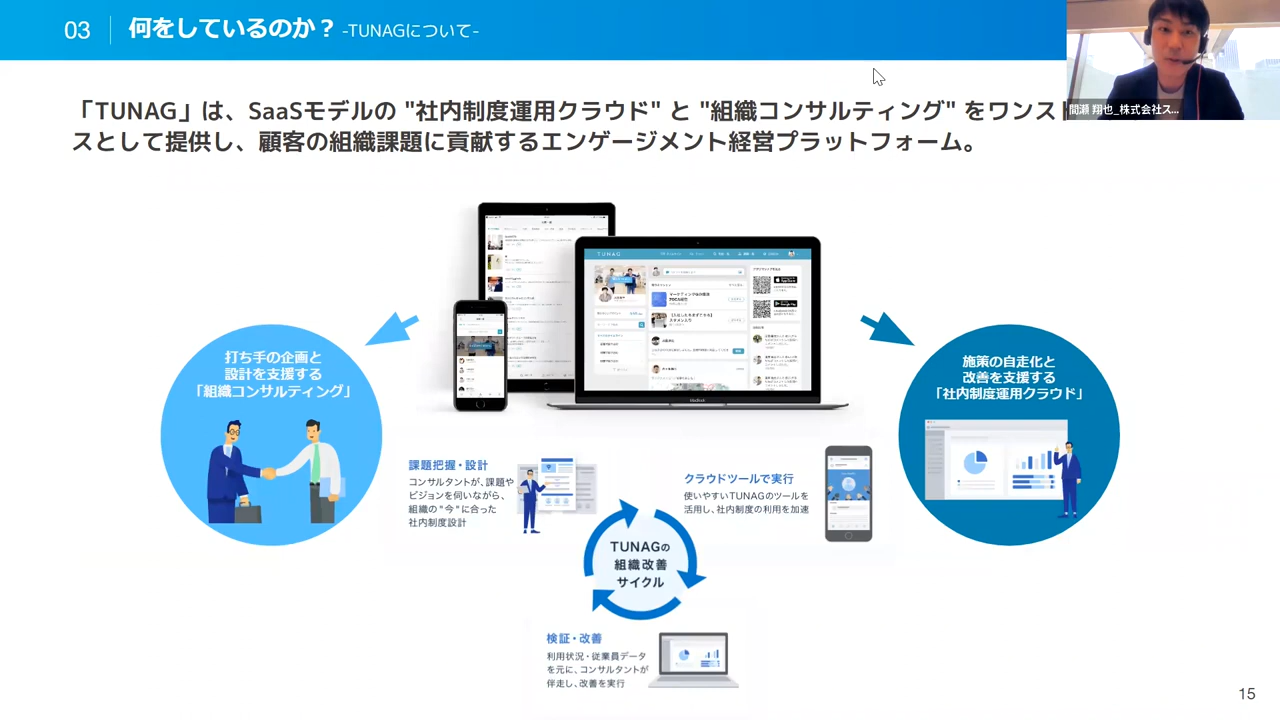 03 何をしているのか？ -TUNAGについて-
間瀬 翔也_株式会社ス...
「TUNAG」は、SaaSモデルの "社内制度運用クラウド" と "組織コンサルティング" をワンス
スとして提供し、顧客の組織課題に貢献するエンゲージメント経営プラットフォーム。
TUNAG
MacBook
打ち手の企画と
設計を支援する
「組織コンサルティング」
施策の自走化と
改善を支援する
「社内制度運用クラウド」
課題把握・設計
コンサルタントが、課題や
ビジョンを伺いながら、
組織の"今"に合った
社内制度設計
クラウドツールで実行
使いやすいTUNAGのツールを
活用し、社内制度の利用を加速
TUNAGの
組織改善
サイクル
検証・改善
利用状況・従業員データ
を元に、コンサルタントが
伴走し、改善を実行
15